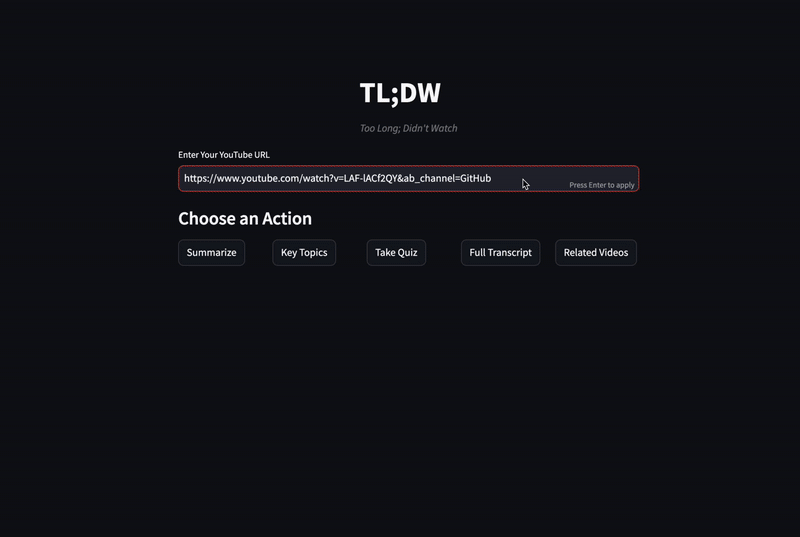 TL;DW
Too Long; Didn't Watch
Enter Your YouTube URL
https://www.youtube.com/watch?v=LAF-lACf2QY&ab_channel=GitHub
Press Enter to apply
Choose an Action
Summarize
Key Topics
Take Quiz
Full Transcript
Related Videos